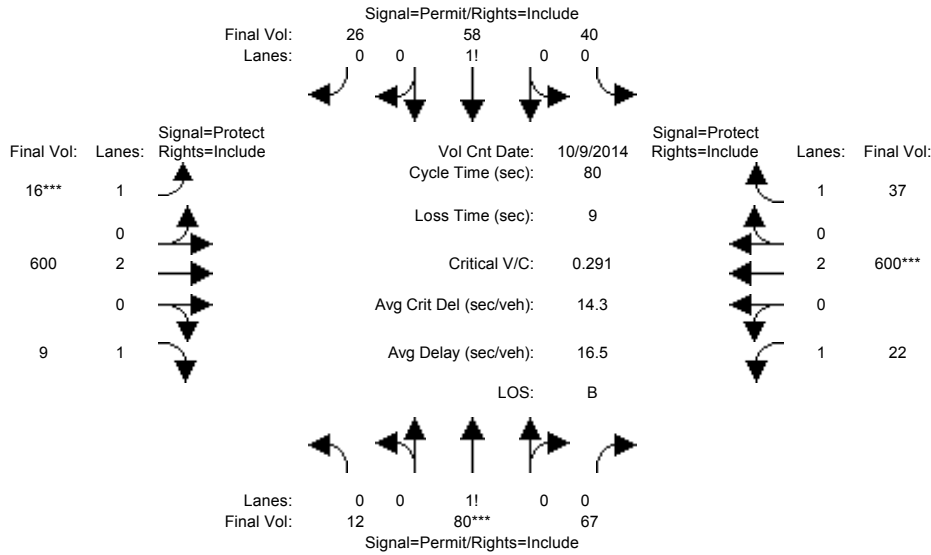 Signal=Permit/Rights=Include
Final Vol: 26 58 40
Lanes: 0 0 1! 0 0
Signal=Protect Signal=Protect
Final Vol: Lanes: Rights=Include Vol Cnt Date: 10/9/2014 Rights=Include Lanes: Final Vol:
Cycle Time (sec): 80
16*** 1 1 37
Loss Time (sec): 9
0 0
600 2 Critical V/C: 0.291 2 600***
0 Avg Crit Del (sec/veh): 14.3 0
9 1 Avg Delay (sec/veh): 16.5 1 22
LOS: B
Lanes: 0 0 1! 0 0
Final Vol: 12 80*** 67
Signal=Permit/Rights=Include